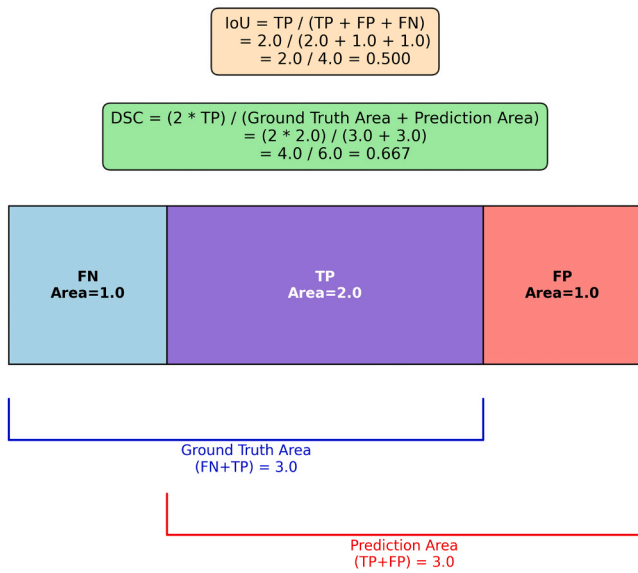 IoU = TP / (TP + FP + FN)
= 2.0 / (2.0 + 1.0 + 1.0)
= 2.0 / 4.0 = 0.500
DSC = (2 * TP) / (Ground Truth Area + Prediction Area)
= (2 * 2.0) / (3.0 + 3.0)
= 4.0 / 6.0 = 0.667
FN
Area=1.0
TP
Area=2.0
FP
Area=1.0
Ground Truth Area
(FN+TP) = 3.0
Prediction Area
(TP+FP) = 3.0